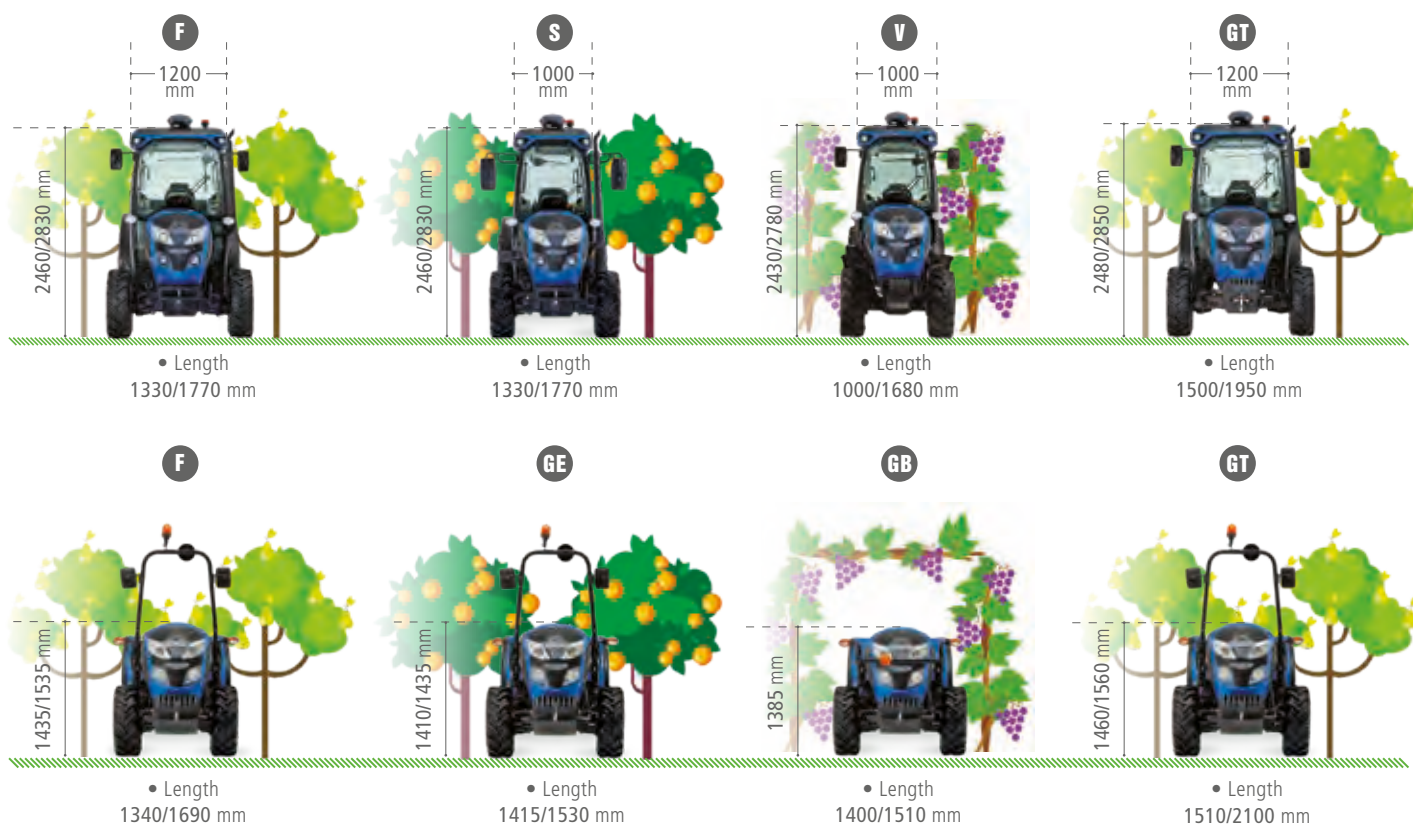 F
S
V
GT
1200
mm
1000
mm
1000
mm
1200
mm
2460/2830 mm
2460/2830 mm
2430/2780 mm
2480/2850 mm
• Length
1330/1770 mm
• Length
1330/1770 mm
• Length
1000/1680 mm
• Length
1500/1950 mm
F
GE
GB
GT
1435/1535 mm
1410/1435 mm
1385 mm
1460/1560 mm
• Length
1340/1690 mm
• Length
1415/1530 mm
• Length
1400/1510 mm
• Length
1510/2100 mm